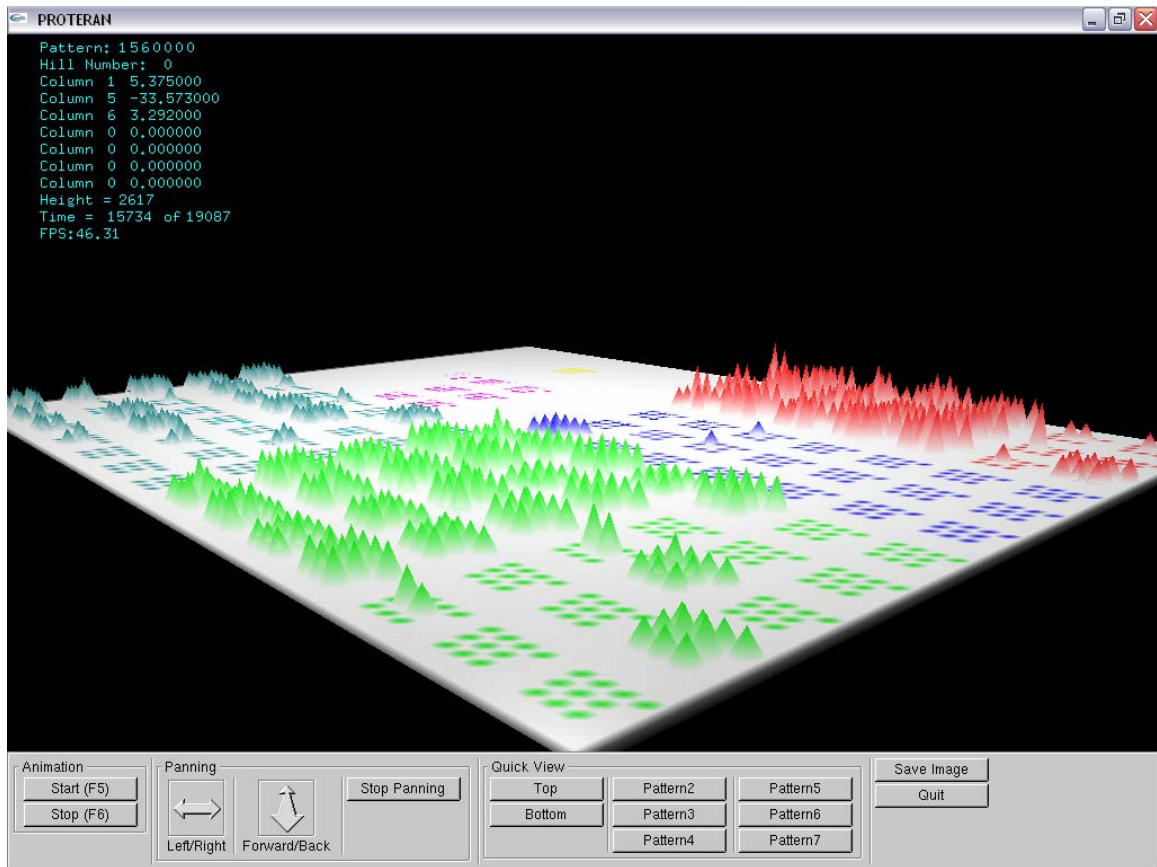 PROTERAN
Pattern: 1560000
Hill Number: 0
Column 1 5.375000
Column 5 -33.573000
Column 6 3.292000
Column 0 0.000000
Column 0 0.000000
Column 0 0.000000
Column 0 0.000000
Height = 2617
Time = 15734 of 19087
FPS:46.31
Animation
Start (F5)
Stop (F6)
Panning
Left/Right
Forward/Back
Stop Panning
Quick View
Top
Bottom
Pattern2
Pattern3
Pattern4
Pattern5
Pattern6
Pattern7
Save Image
Quit